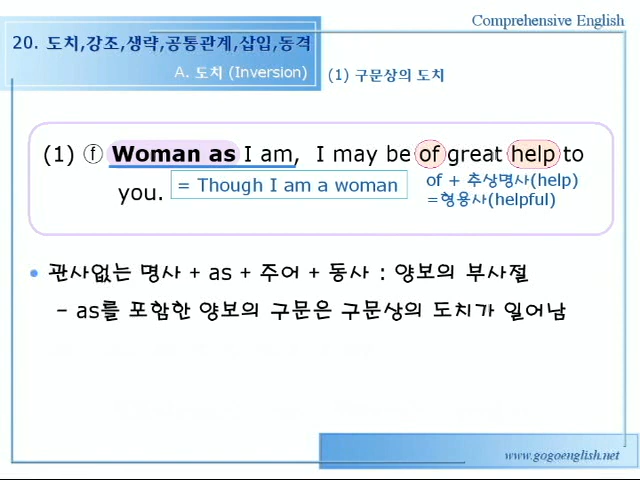 Comprehensive English
20. 도치,강조,생략,공통관계,삽입,동격
A. 도치 (Inversion)
(1) 구문상의 도치
(1) ⓕ Woman as I am, I may be of great help to
you.
= Though I am a woman
of + 추상명사(help)
=형용사(helpful)
• 관사없는 명사 + as + 주어 + 동사 : 양보의 부사절
– as를 포함한 양보의 구문은 구문상의 도치가 일어남
www.gogoenglish.net